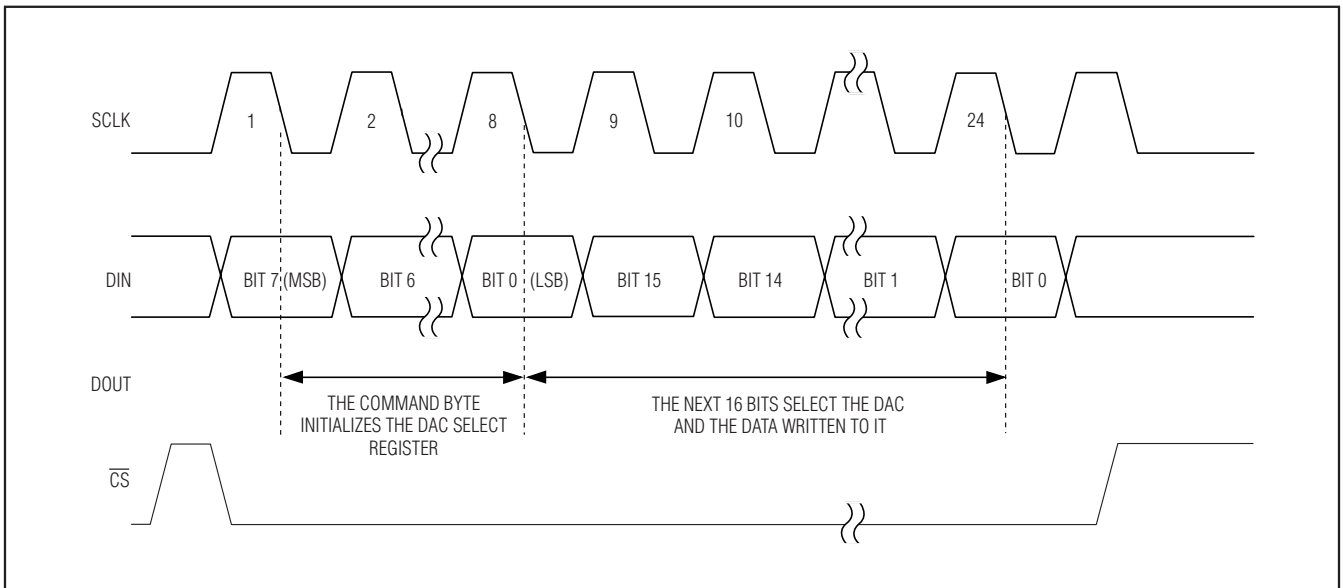 SCLK
1 2 8 9 10 24
DIN
BIT 7 (MSB) BIT 6 BIT 0 (LSB) BIT 15 BIT 14 BIT 1 BIT 0
DOUT
THE COMMAND BYTE
INITIALIZES THE DAC SELECT
REGISTER
THE NEXT 16 BITS SELECT THE DAC
AND THE DATA WRITTEN TO IT
CS